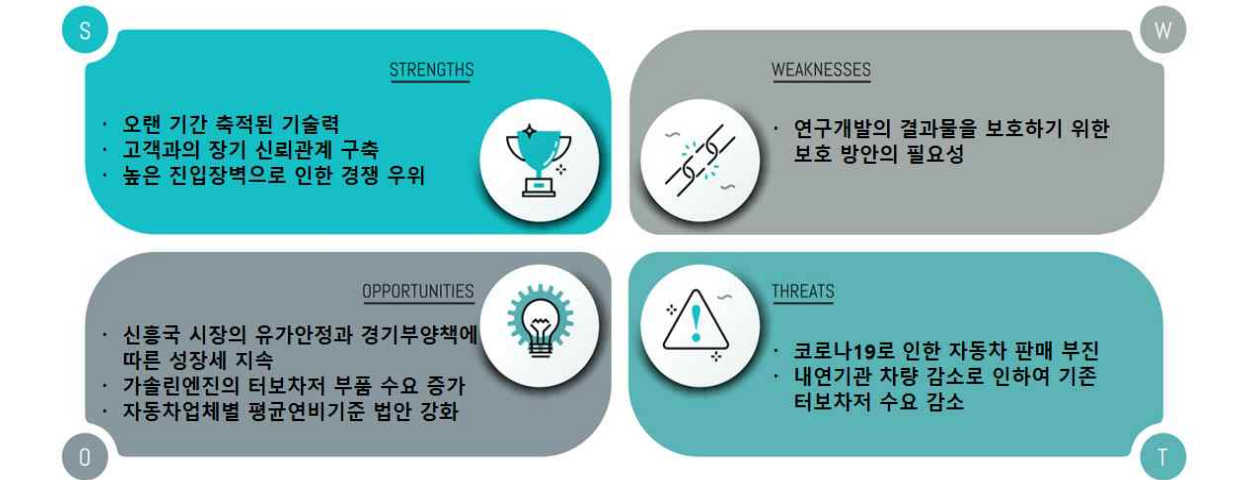 S
STRENGTHS
· 오랜 기간 축적된 기술력
· 고객과의 장기 신뢰관계 구축
· 높은 진입장벽으로 인한 경쟁 우위
W
WEAKNESSES
· 연구개발의 결과물을 보호하기 위한
보호 방안의 필요성
OPPORTUNITIES
· 신흥국 시장의 유가안정과 경기부양책에
따른 성장세 지속
· 가솔린엔진의 터보차저 부품 수요 증가
· 자동차업체별 평균연비기준 법안 강화
O
THREATS
· 코로나19로 인한 자동차 판매 부진
· 내연기관 차량 감소로 인하여 기존
터보차저 수요 감소
T